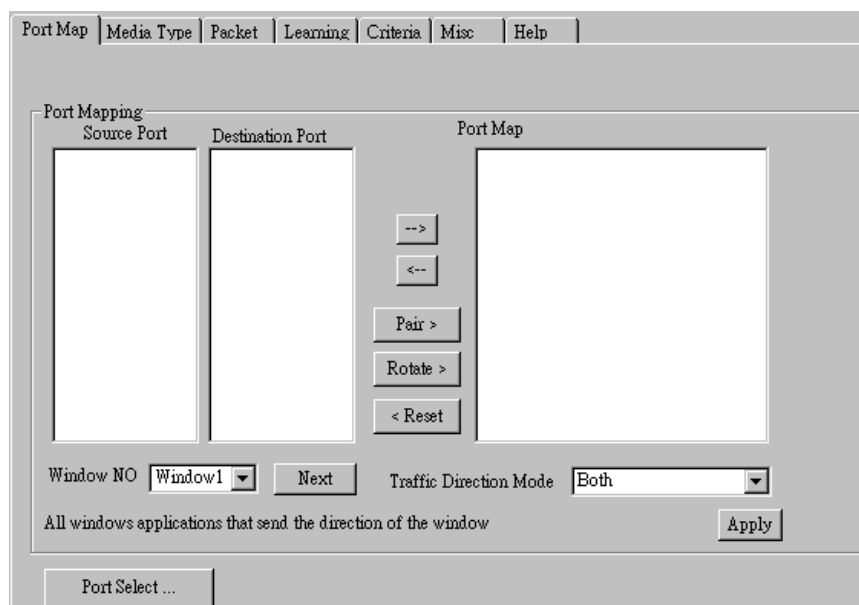 Port Map Media Type Packet Learning Criteria Misc Help
Port Mapping
Source Port Destination Port Port Map
-->
<--
Pair >
Rotate >
< Reset
Window NO Window1 Next Traffic Direction Mode Both
All windows applications that send the direction of the window Apply
Port Select ...